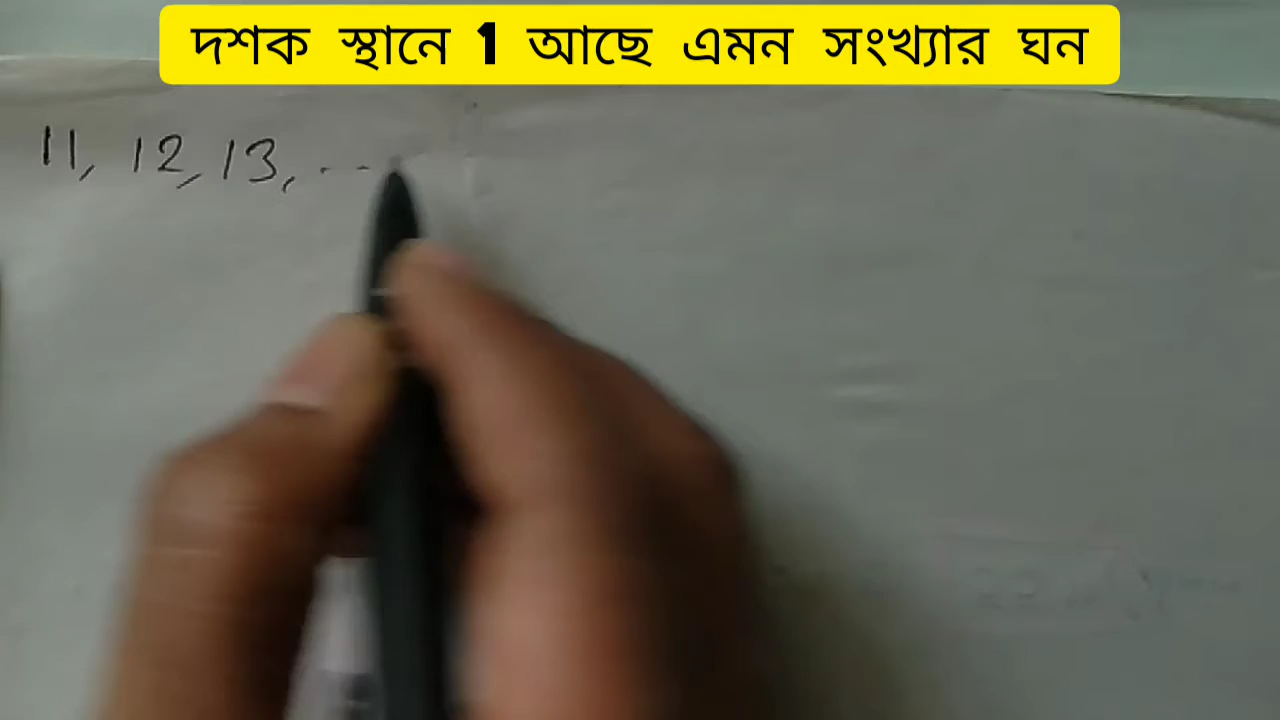 দশক স্থানে 1 আছে এমন সংখ্যার ঘন
11, 12, 13, ...